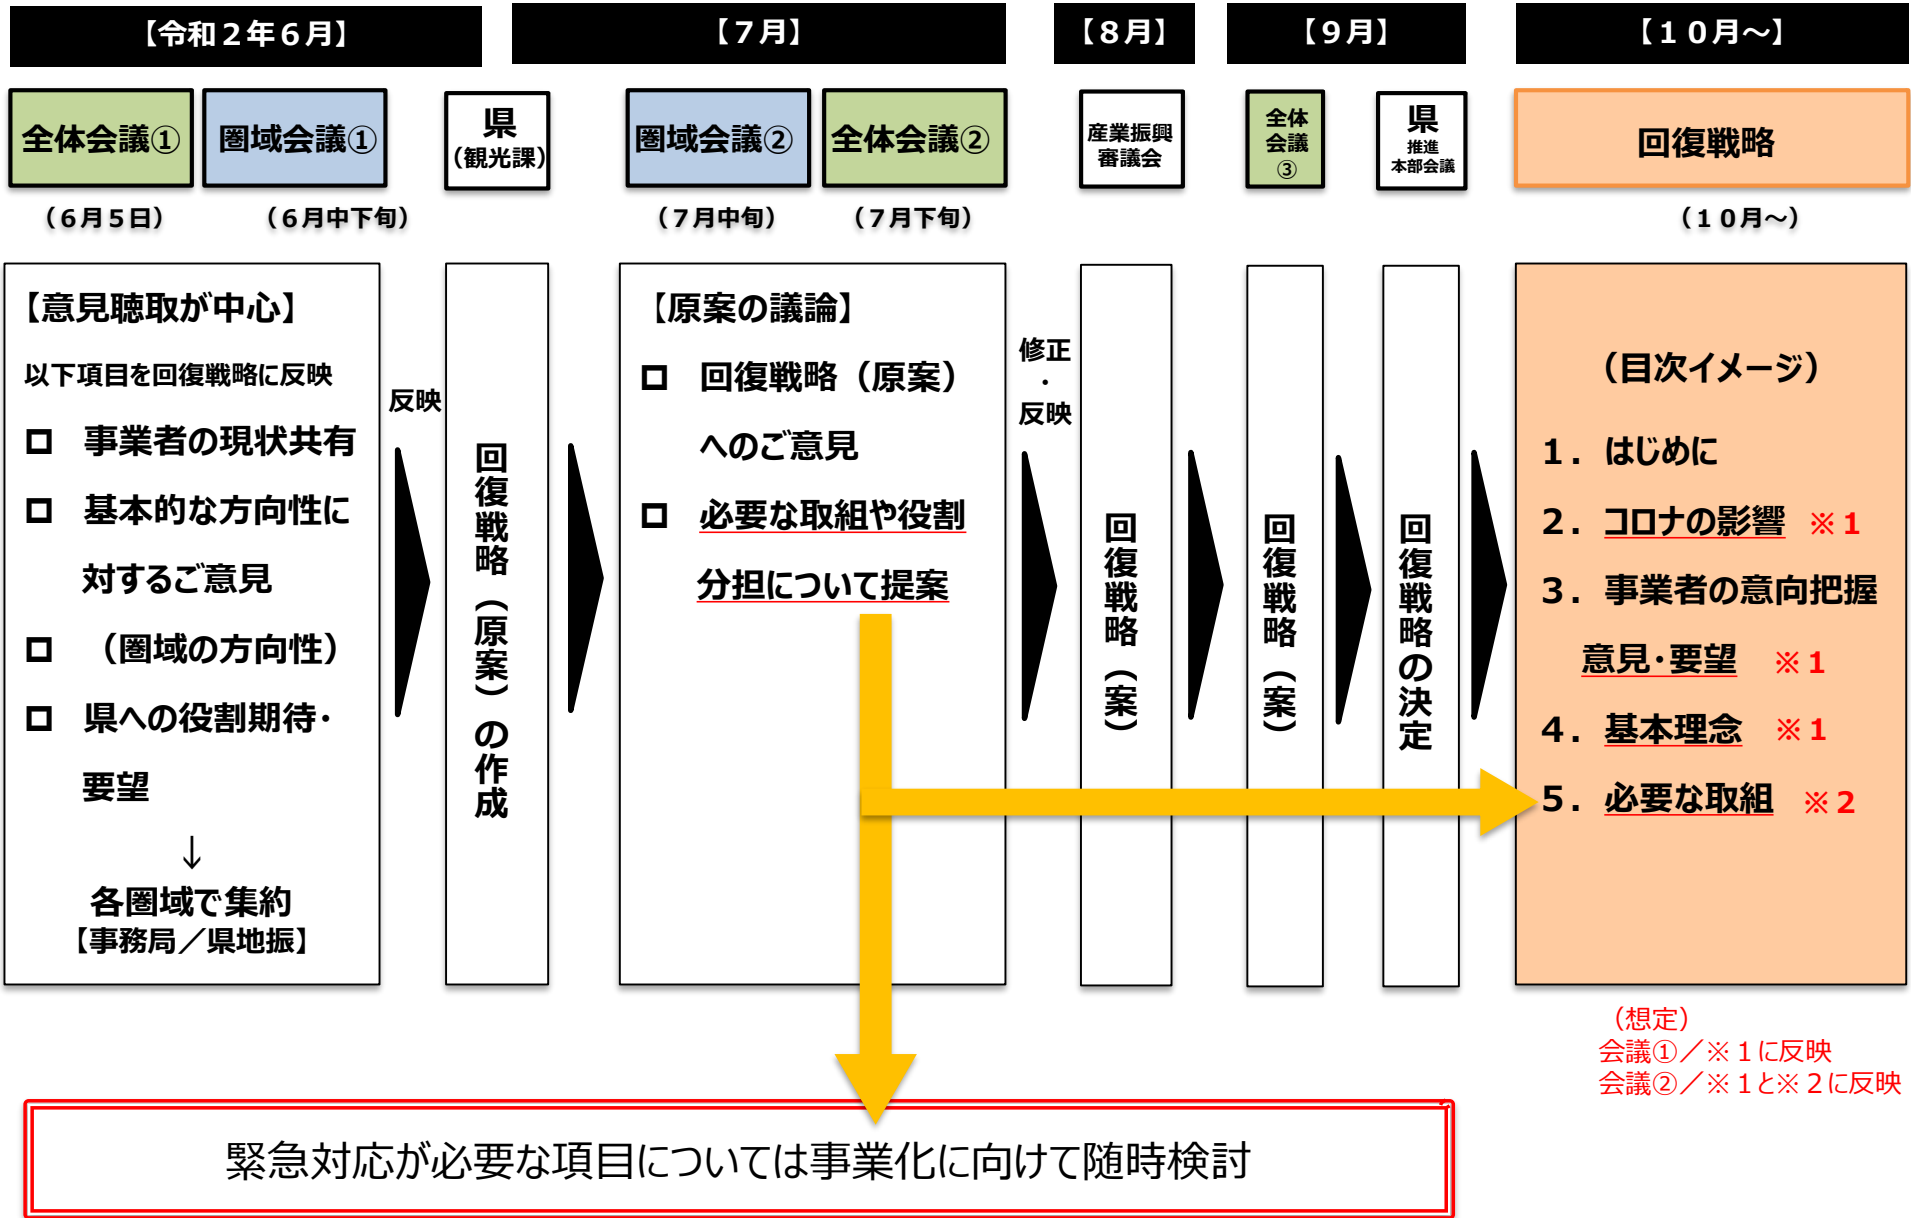 【令和２年６月】
【７月】
【８月】
【９月】
【１０月～】
全体会議①
圏域会議①
県
（観光課）
圏域会議②
全体会議②
産業振興
審議会
全体
会議
③
県
推進
本部会議
回復戦略
（６月５日）
（６月中下旬）
（７月中旬）
（７月下旬）
（１０月～）
【意見聴取が中心】
以下項目を回復戦略に反映
□ 事業者の現状共有
□ 基本的な方向性に
対するご意見
□ （圏域の方向性）
□ 県への役割期待・
要望
↓
各圏域で集約
【事務局／県地振】
反映
回復戦略（原案）の作成
【原案の議論】
□ 回復戦略（原案）
へのご意見
□ 必要な取組や役割
分担について提案
修正
・
反映
回復戦略（案）
回復戦略（案）
回復戦略の決定
（目次イメージ）
１．はじめに
２．コロナの影響 ※１
３．事業者の意向把握
意見・要望 ※１
４．基本理念 ※１
５．必要な取組 ※２
（想定）
会議①／※１に反映
会議②／※１と※２に反映
緊急対応が必要な項目については事業化に向けて随時検討